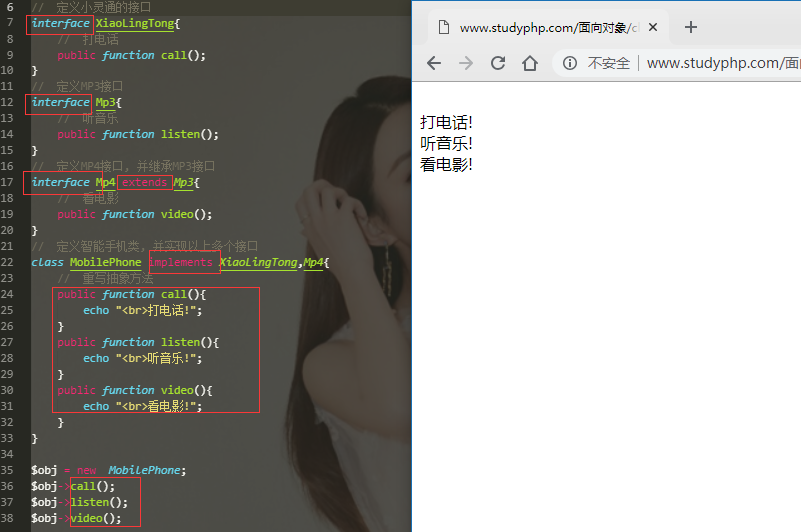 6 // 定义小灵通的接口
7 interface XiaoLingTong{
8 // 打电话
9 public function call();
10 }
11 // 定义MP3接口
12 interface Mp3{
13 // 听音乐
14 public function listen();
15 }
16 // 定义MP4接口，并继承MP3接口
17 interface Mp4 extends Mp3{
18 // 看电影
19 public function video();
20 }
21 // 定义智能手机类，并实现以上多个接口
22 class MobilePhone implements XiaoLingTong,Mp4{
23 // 重写抽象方法
24 public function call(){
25 echo "<br>打电话!";
26 }
27 public function listen(){
28 echo "<br>听音乐!";
29 }
30 public function video(){
31 echo "<br>看电影!";
32 }
33 }
34
35 $obj = new MobilePhone;
36 $obj->call();
37 $obj->listen();
38 $obj->video();
www.studyphp.com/面向对象/c
不安全 | www.studyphp.com/面
打电话!
听音乐!
看电影!